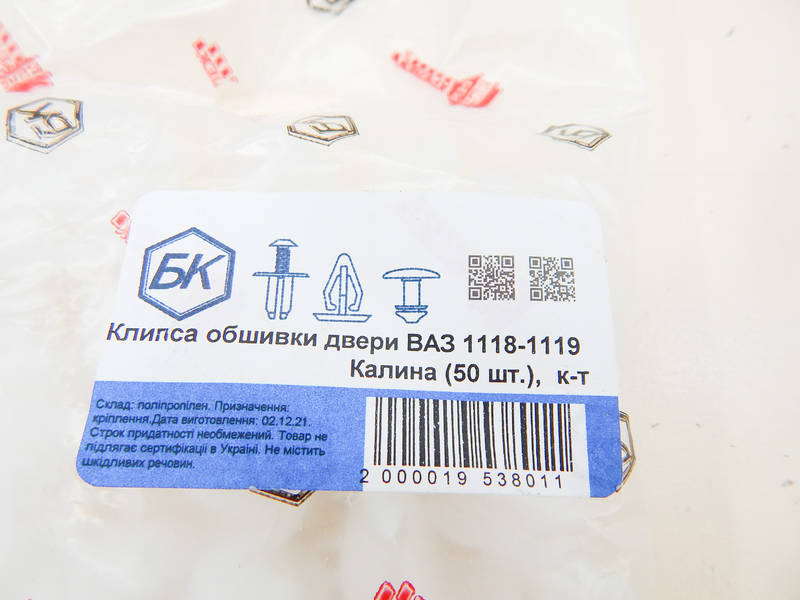 БК
Клипса обшивки двери ВАЗ 1118-1119
Калина (50 шт.), к-т
Склад: поліпропілен. Призначення:
кріплення.Дата виготовлення: 02.12.21.
Строк придатності необмежений. Товар не
підлягає сертифікації в Україні. Не містить
шкідливих речовин.
2 000019 538011